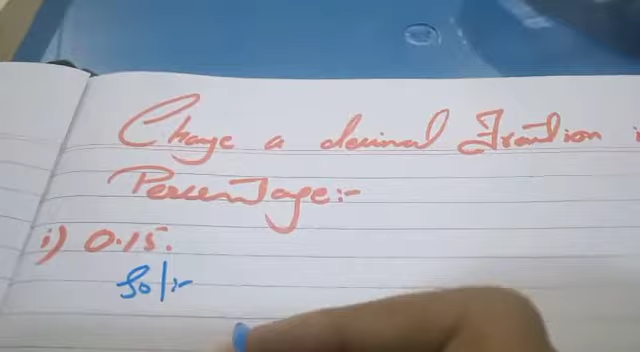 Change a decimal Fraction i
Percentage:-
i) 0.15.
Sol:-